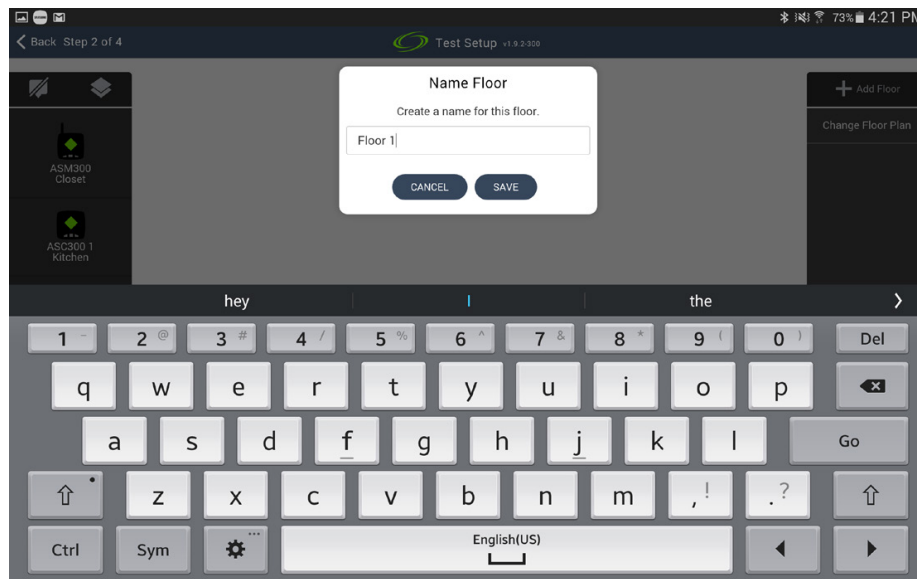 73% 4:21 PM
Back Step 2 of 4
Test Setup v1.9.2-300
Name Floor
Create a name for this floor.
Floor 1
CANCEL SAVE
Add Floor
Change Floor Plan
ASM300
Closet
ASC300 1
Kitchen
hey I the
1 - 2 @ 3 # 4 / 5 % 6 ^ 7 & 8 * 9 ( 0 ) Del
q w e r t y u i o p
a s d f g h j k l Go
z x c v b n m , ! . ?
Ctrl Sym English(US)